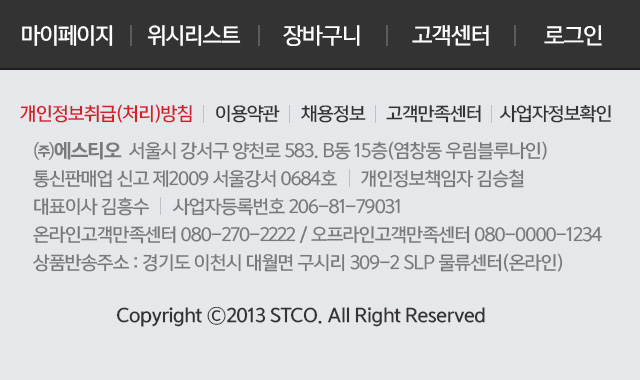 마이페이지 위시리스트 장바구니 고객센터 로그인
개인정보취급(처리)방침 이용약관 채용정보 고객만족센터 사업자정보확인
㈜에스티오 서울시 강서구 양천로 583. B동 15층(염창동 우림블루나인)
통신판매업 신고 제2009 서울강서 0684호 개인정보책임자 김승철
대표이사 김흥수 사업자등록번호 206-81-79031
온라인고객만족센터 080-270-2222 / 오프라인고객만족센터 080-0000-1234
상품반송주소 : 경기도 이천시 대월면 구시리 309-2 SLP 물류센터(온라인)
Copyright ©2013 STCO. All Right Reserved